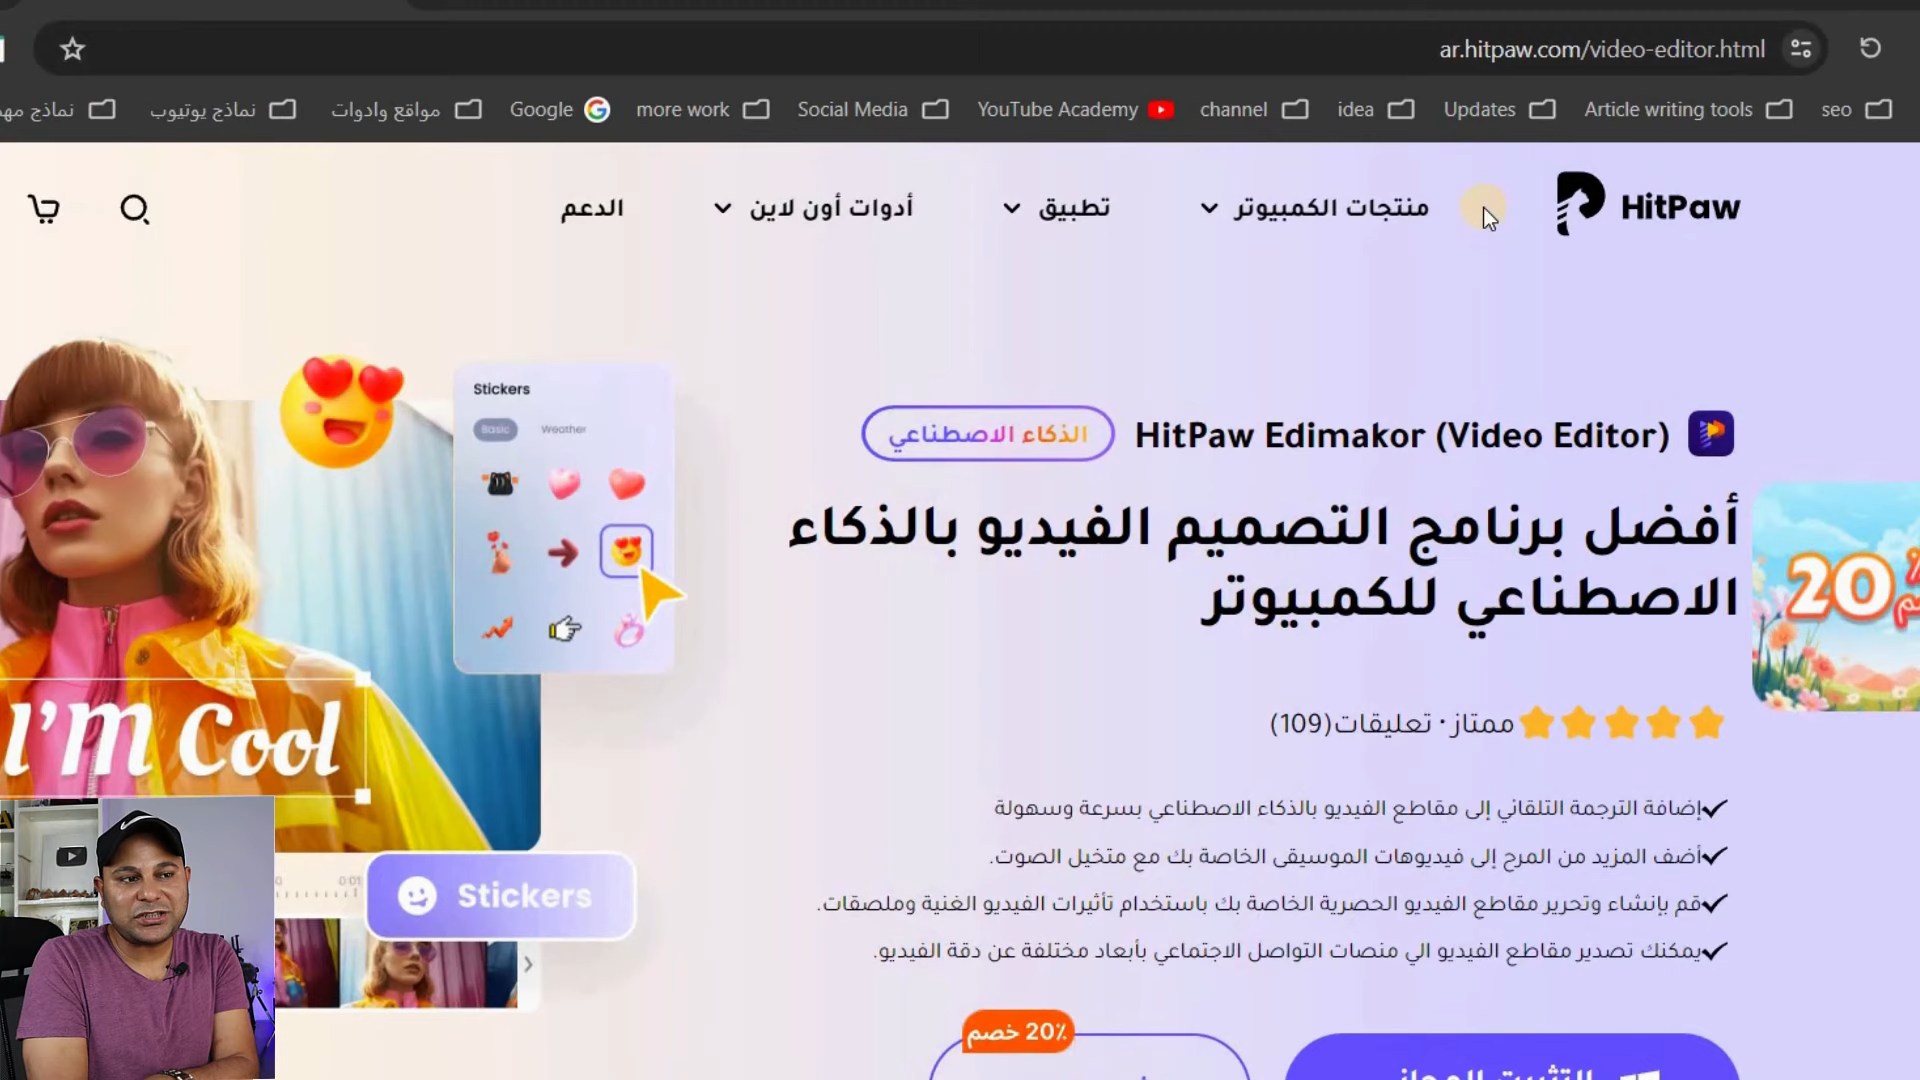 ar.hitpaw.com/video-editor.html
seo
Article writing tools
Updates
idea
channel
YouTube Academy
Social Media
more work
Google
مواقع وادوات
نماذج يوتيوب
نماذج
HitPaw
منتجات الكمبيوتر
تطبيق
أدوات أون لاين
الدعم
HitPaw Edimakor (Video Editor)
الذكاء الاصطناعي
أفضل برنامج التصميم الفيديو بالذكاء
الاصطناعي للكمبيوتر
ممتاز · تعليقات(109)
إضافة الترجمة التلقائي إلى مقاطع الفيديو بالذكاء الاصطناعي بسرعة وسهولة
أضف المزيد من المرح إلى فيديوهات الموسيقى الخاصة بك مع متخيل الصوت.
قم بإنشاء وتحرير مقاطع الفيديو الحصرية الخاصة بك باستخدام تأثيرات الفيديو الغنية وملصقات.
يمكنك تصدير مقاطع الفيديو الي منصات التواصل الاجتماعي بأبعاد مختلفة عن دقة الفيديو.
20٪ خصم
20
Stickers
Basic
Weather
I'm Cool
0:01
Stickers